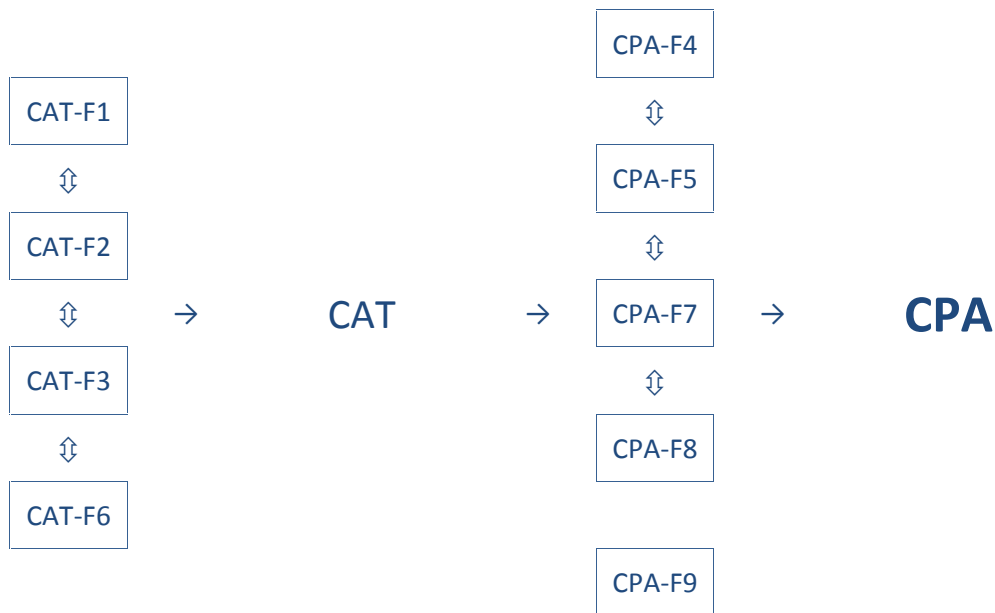 CPA-F4
CAT-F1
⇕
CPA-F5
⇕
CAT-F2
⇕
⇕
→
CAT
→
CPA-F7
→
CPA
CAT-F3
⇕
⇕
CPA-F8
CAT-F6
CPA-F9